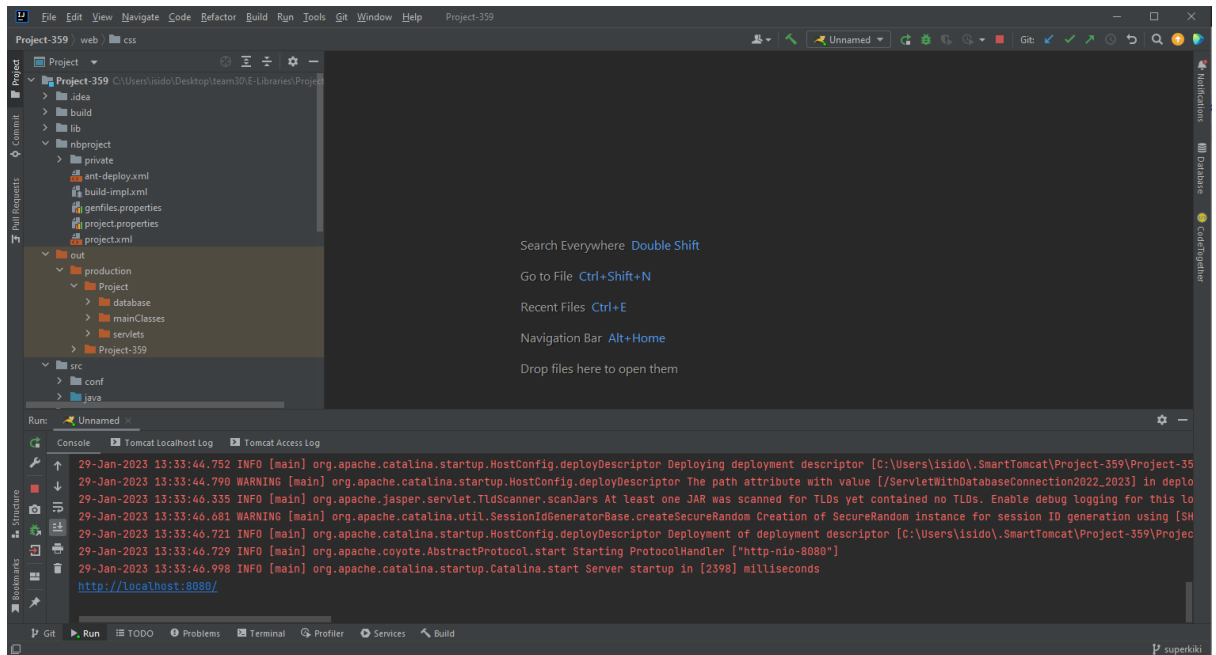 File Edit View Navigate Code Refactor Build Run Tools Git Window Help Project-359
Project-359 web css Unnamed Git:
Project
Project-359 C:\Users\isido\Desktop\team30\E-Libraries\Project
.idea
build
lib
nbproject
private
ant-deploy.xml
build-impl.xml
genfiles.properties
project.properties
project.xml
out
production
Project
database
mainClasses
servlets
Project-359
src
conf
java
Project
Commit
Pull Requests
Structure
Bookmarks
Search Everywhere Double Shift
Go to File Ctrl+Shift+N
Recent Files Ctrl+E
Navigation Bar Alt+Home
Drop files here to open them
Notifications
Database
CodeTogether
Run: Unnamed
Console Tomcat Localhost Log Tomcat Access Log
29-Jan-2023 13:33:44.752 INFO [main] org.apache.catalina.startup.HostConfig.deployDescriptor Deploying deployment descriptor [C:\Users\isido\.SmartTomcat\Project-359\Project-35
29-Jan-2023 13:33:44.790 WARNING [main] org.apache.catalina.startup.HostConfig.deployDescriptor The path attribute with value [/ServletWithDatabaseConnection2022_2023] in deplo
29-Jan-2023 13:33:46.335 INFO [main] org.apache.jasper.servlet.TldScanner.scanJars At least one JAR was scanned for TLDs yet contained no TLDs. Enable debug logging for this lo
29-Jan-2023 13:33:46.681 WARNING [main] org.apache.catalina.util.SessionIdGeneratorBase.createSecureRandom Creation of SecureRandom instance for session ID generation using [SH
29-Jan-2023 13:33:46.721 INFO [main] org.apache.catalina.startup.HostConfig.deployDescriptor Deployment of deployment descriptor [C:\Users\isido\.SmartTomcat\Project-359\Projec
29-Jan-2023 13:33:46.729 INFO [main] org.apache.coyote.AbstractProtocol.start Starting ProtocolHandler ["http-nio-8080"]
29-Jan-2023 13:33:46.998 INFO [main] org.apache.catalina.startup.Catalina.start Server startup in [2398] milliseconds
http://localhost:8080/
Git Run TODO Problems Terminal Profiler Services Build
superkiki